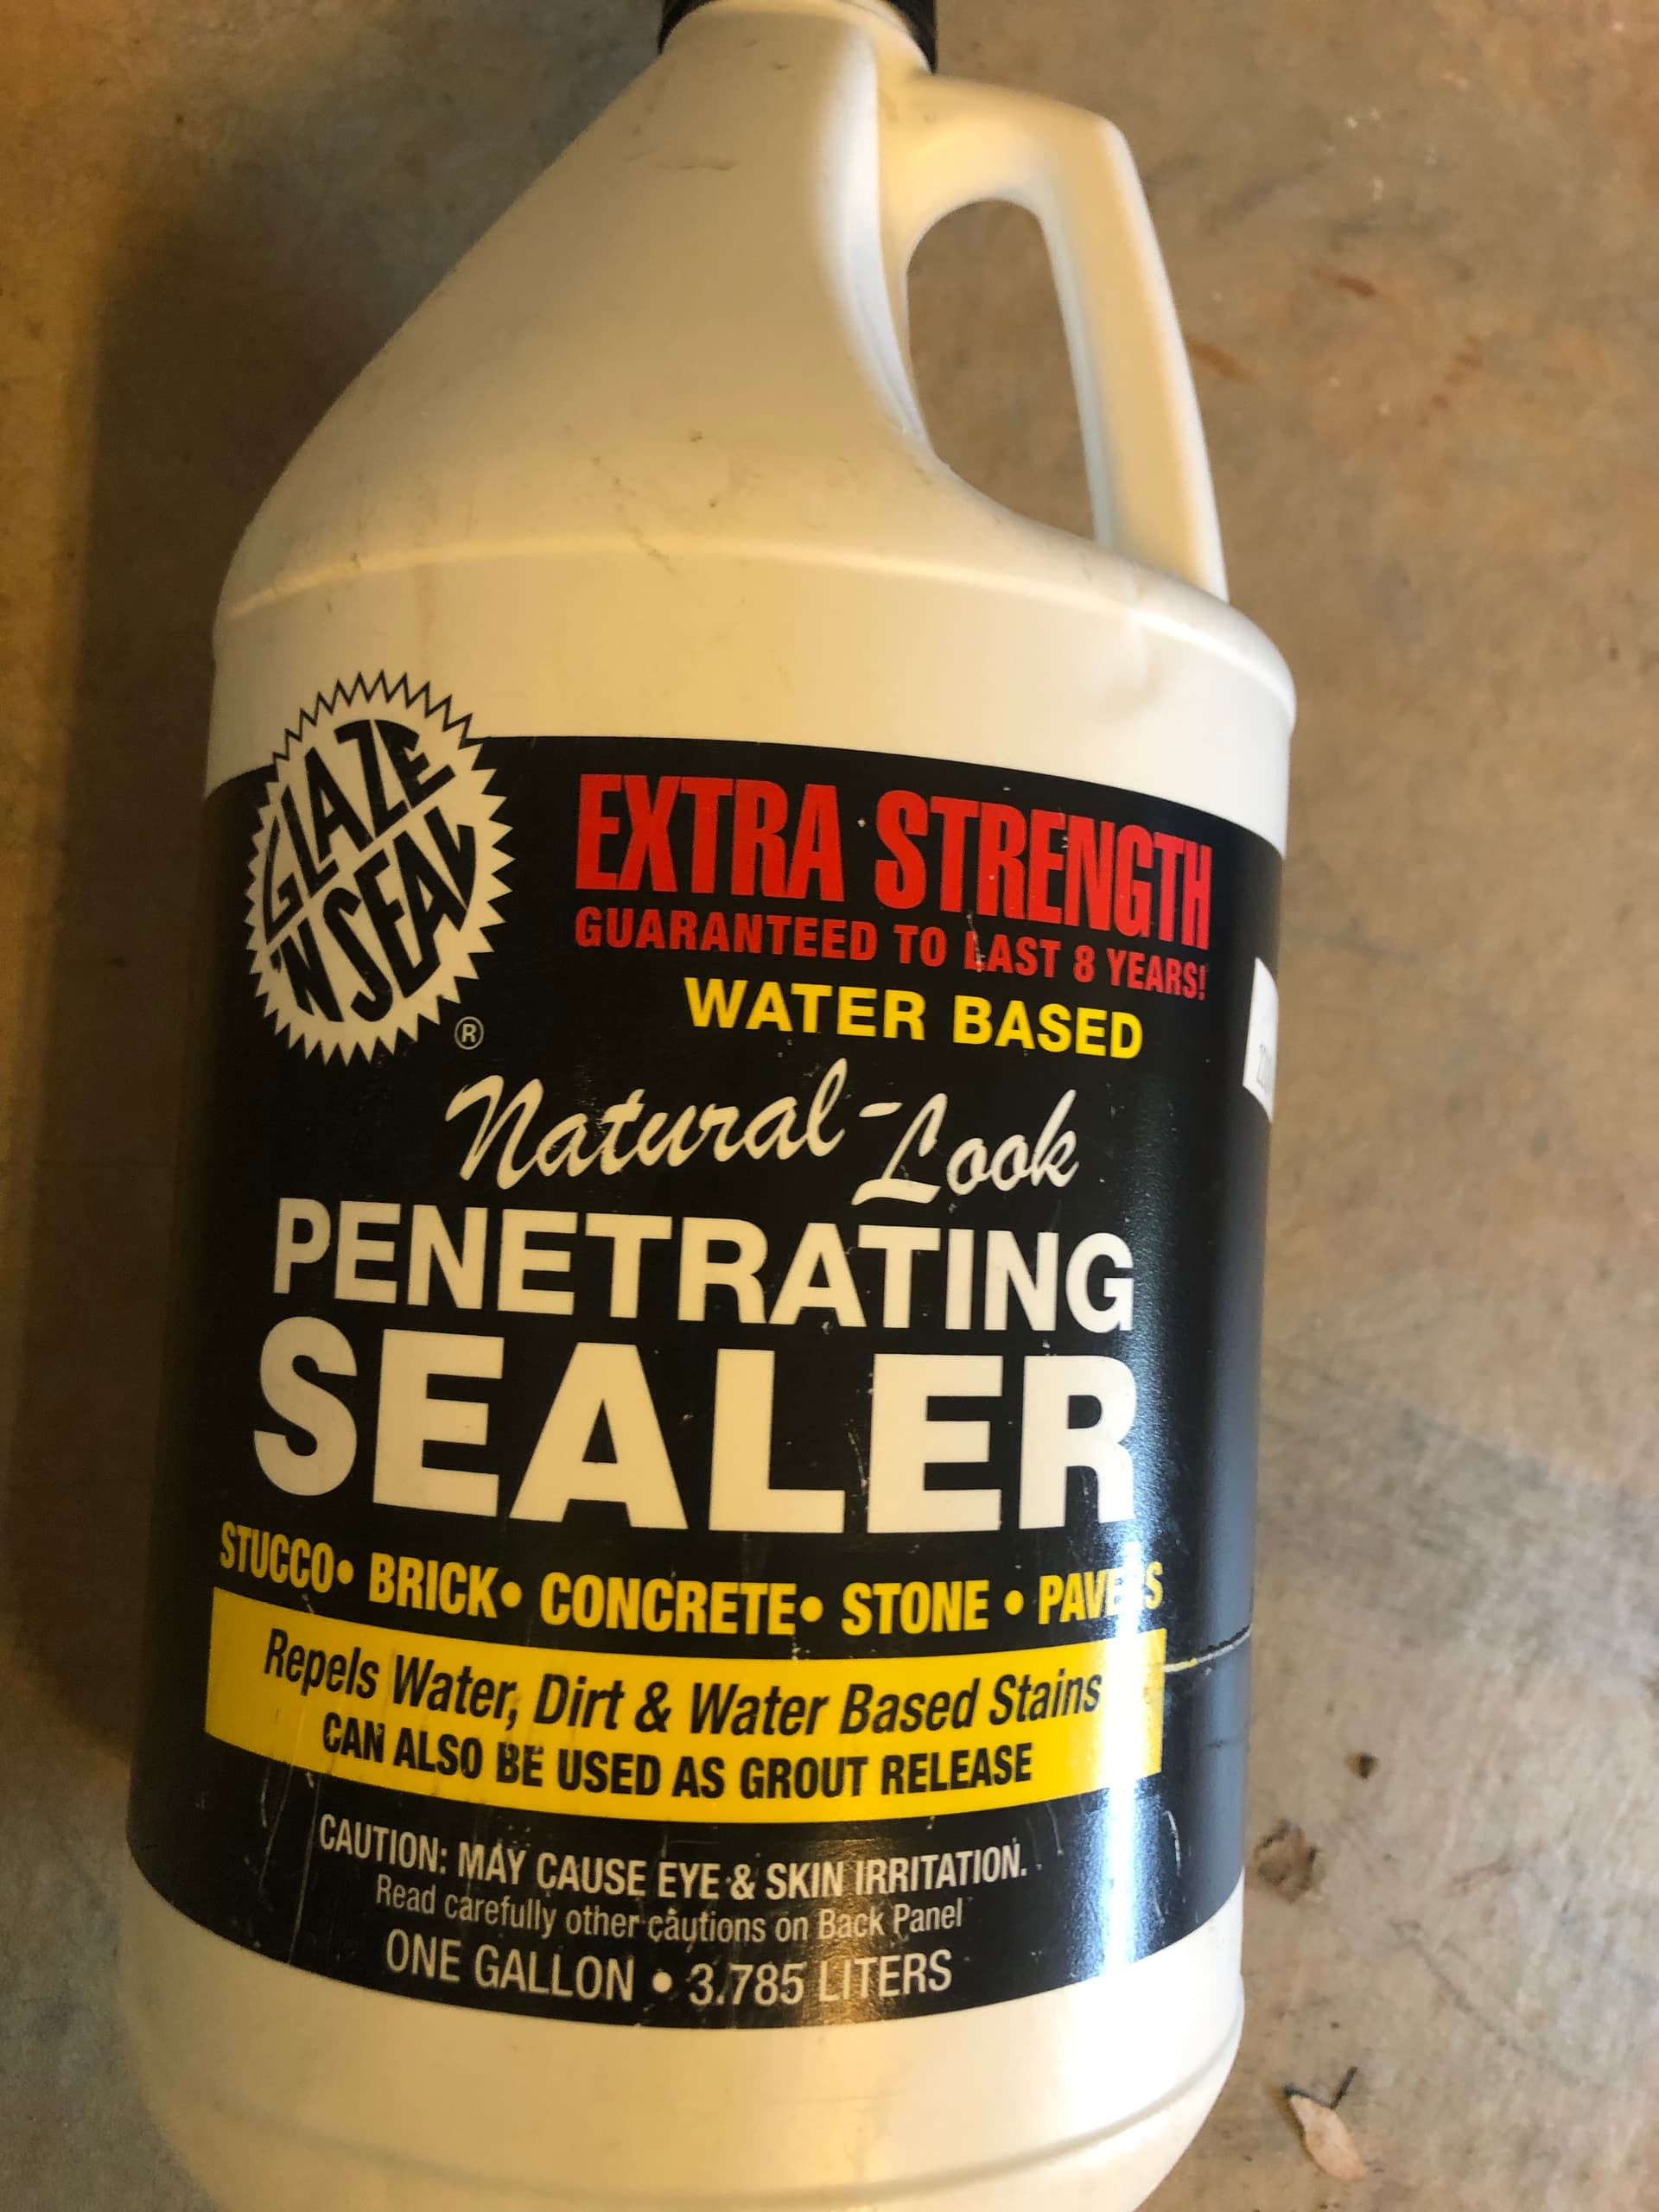 GLAZE
'N SEAL
®
EXTRA STRENGTH
GUARANTEED TO LAST 8 YEARS!
WATER BASED
Natural-Look
PENETRATING
SEALER
STUCCO• BRICK• CONCRETE• STONE • PAVERS
Repels Water, Dirt & Water Based Stains
CAN ALSO BE USED AS GROUT RELEASE
CAUTION: MAY CAUSE EYE & SKIN IRRITATION.
Read carefully other cautions on Back Panel
ONE GALLON • 3.785 LITERS